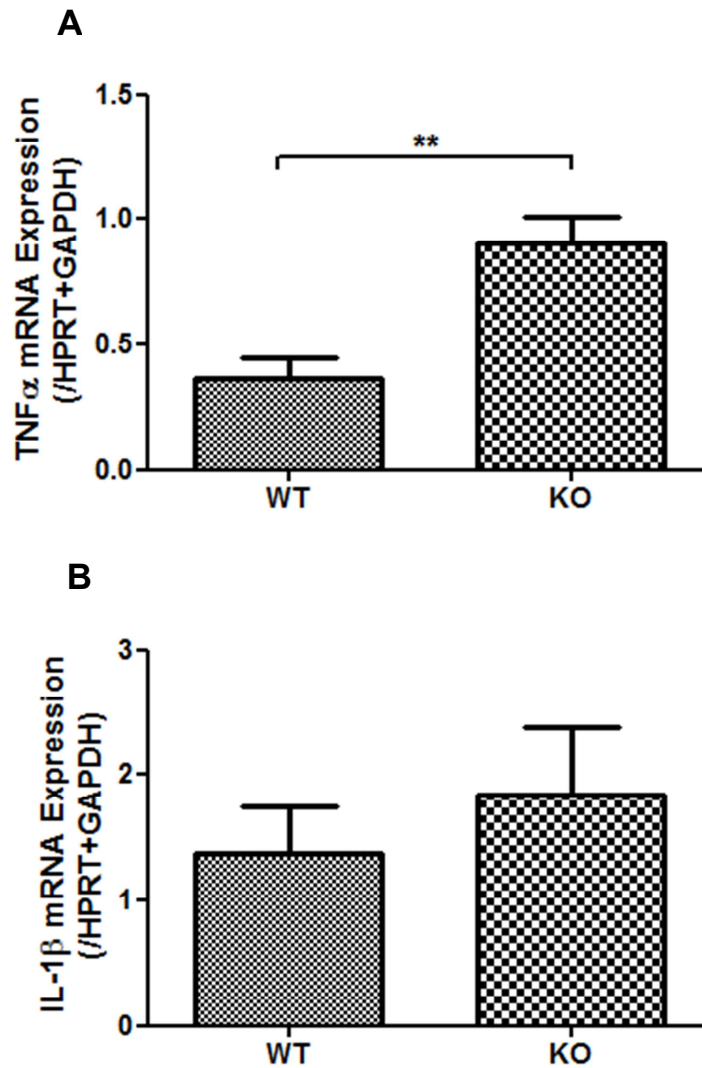 A
TNFα mRNA Expression
(/HPRT+GAPDH)
1.5
1.0
0.5
0.0
**
WT KO
B
IL-1β mRNA Expression
(/HPRT+GAPDH)
3
2
1
0
WT KO